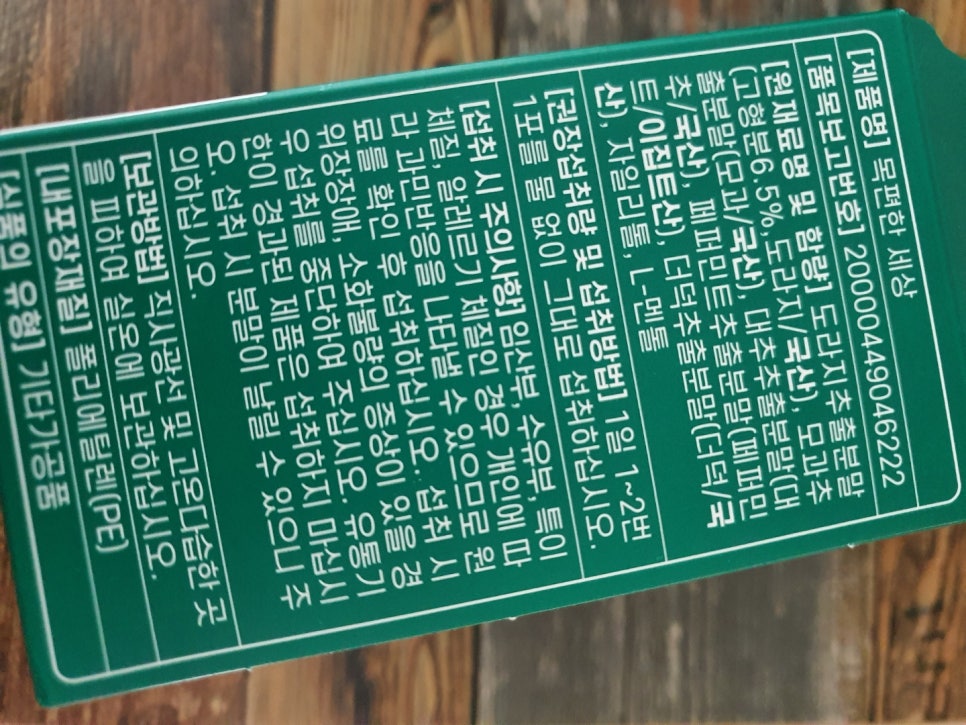 [제품명] 목편한 세상
[품목보고번호] 20000449046222
[원재료명 및 함량] 도라지추출분말
(고형분6.5%, 도라지/국산), 모과추
출분말(모과/국산), 대추추출분말(대
추/국산), 페퍼민트추출분말(페퍼민
트/이집트산), 더덕추출분말(더덕/국
산), 자일리톨, L-멘톨
[권장섭취량 및 섭취방법] 1일 1~2번
1포를 물 없이 그대로 섭취하십시오.
[섭취 시 주의사항] 임산부, 수유부, 특이
체질, 알레르기 체질인 경우 개인에 따
라 과민반응을 나타낼 수 있으므로 원
료를 확인 후 섭취하십시오. 섭취 시
위장장애, 소화불량의 증상이 있을 경
우 섭취를 중단하여 주십시오. 유통기
한이 경과된 제품은 섭취하지 마십시
오. 섭취 시 분말이 날릴 수 있으니 주
의하십시오.
[보관방법] 직사광선 및 고온다습한 곳
을 피하여 실온에 보관하십시오.
[내포장재질] 폴리에틸렌(PE)
[식품의 유형] 기타가공품